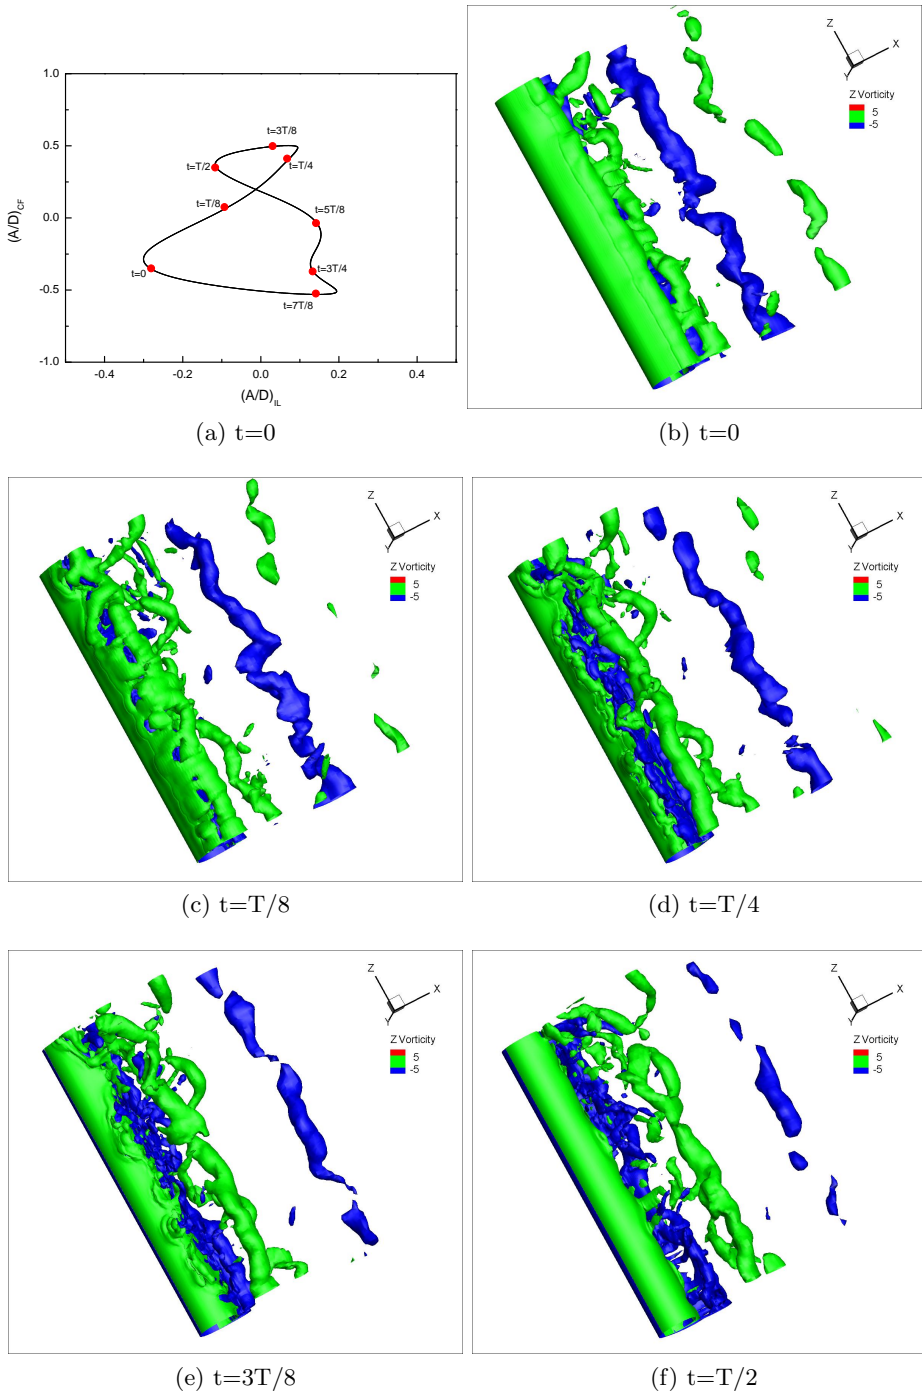 1.0
0.5
0.0
-0.5
-1.0
(A/D)CF
t=3T/8
t=T/2
t=T/4
t=T/8
t=5T/8
t=0
t=3T/4
t=7T/8
-0.4 -0.2 0.0 0.2 0.4
(A/D)IL
Z
X
Y
Z Vorticity
5
-5
(a) t=0
(b) t=0
Z
X
Y
Z Vorticity
5
-5
Z
X
Y
Z Vorticity
5
-5
(c) t=T/8
(d) t=T/4
Z
X
Y
Z Vorticity
5
-5
Z
X
Y
Z Vorticity
5
-5
(e) t=3T/8
(f) t=T/2